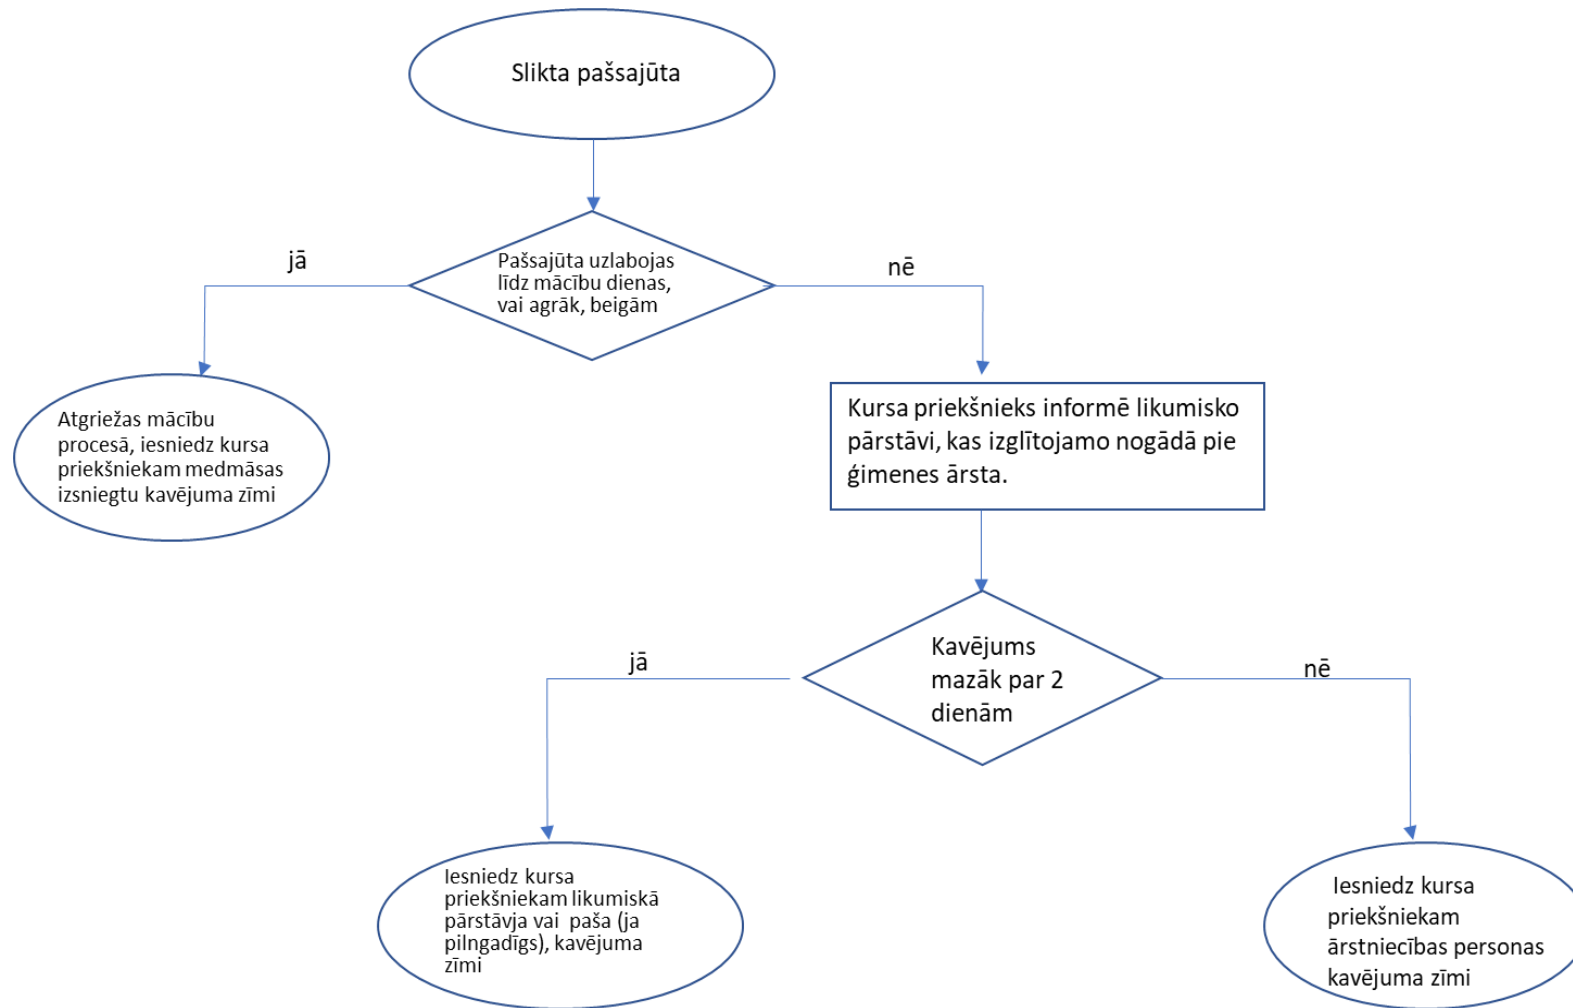 Slikta pašsajūta
jā
Pašsajūta uzlabojas
līdz mācību dienas,
vai agrāk, beigām
nē
Atgriežas mācību
procesā, iesniedz kursa
priekšniekam medmāsas
izsniegtu kavējuma zīmi
Kursa priekšnieks informē likumisko
pārstāvi, kas izglītojamo nogādā pie
ģimenes ārsta.
jā
Kavējums
mazāk par 2
dienām
nē
Iesniedz kursa
priekšniekam likumiskā
pārstāvja vai paša (ja
pilngadīgs), kavējuma
zīmi
Iesniedz kursa
priekšniekam
ārstniecības personas
kavējuma zīmi